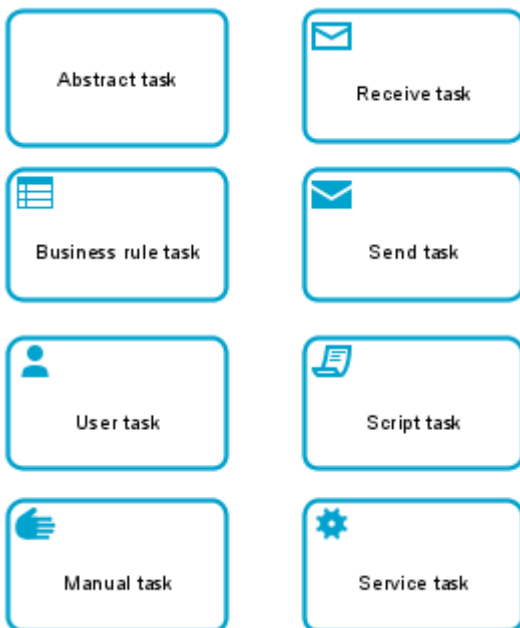 Abstract task
Receive task
Business rule task
Send task
User task
Script task
Manual task
Service task